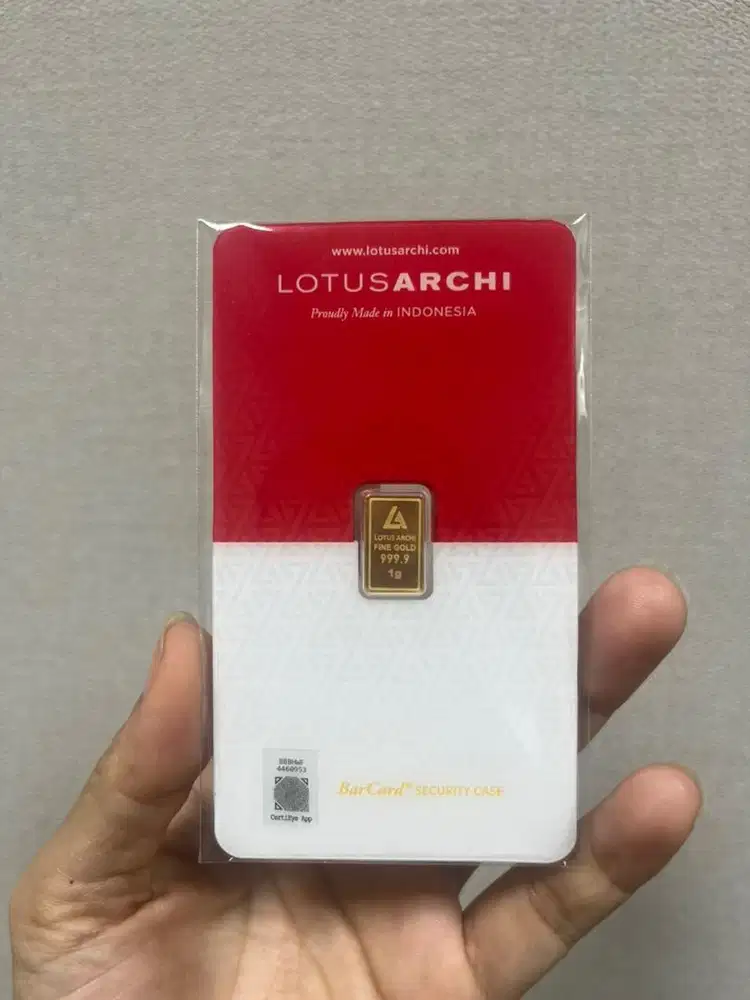 www.lotusarchi.com
LOTUSARCHI
Proudly Made in INDONESIA
LOTUS ARCHI
FINE GOLD
999.9
1g
4460953
BarCard® SECURITY CASE
CertiEye App